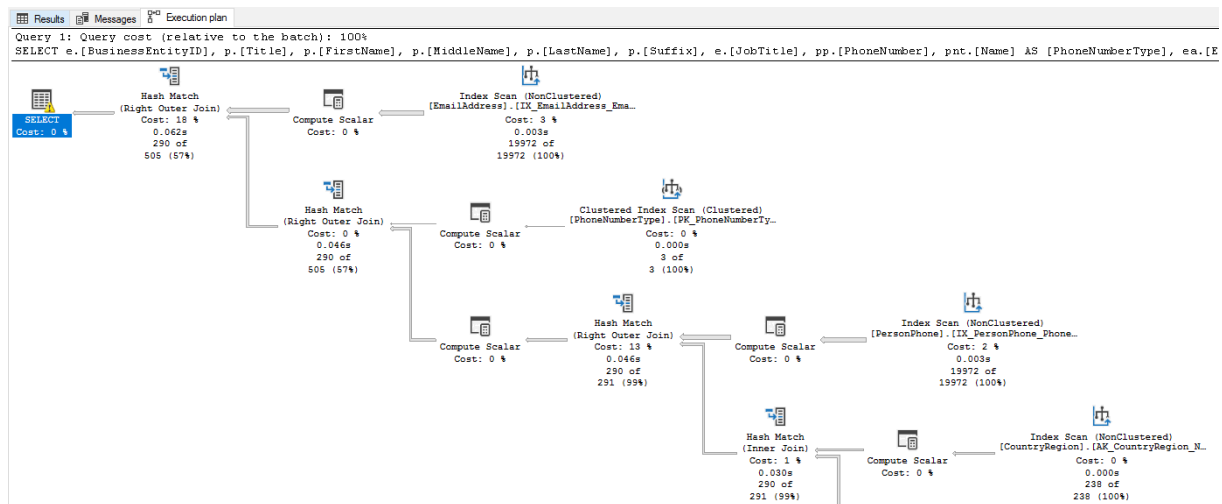 Results Messages Execution plan
Query 1: Query cost (relative to the batch): 100%
SELECT e.[BusinessEntityID], p.[Title], p.[FirstName], p.[MiddleName], p.[LastName], p.[Suffix], e.[JobTitle], pp.[PhoneNumber], pnt.[Name] AS [PhoneNumberType], ea.[E
SELECT
Cost: 0 %
Hash Match
(Right Outer Join)
Cost: 18 %
0.062s
290 of
505 (57%)
Compute Scalar
Cost: 0 %
Index Scan (NonClustered)
[EmailAddress].[IX_EmailAddress_Ema…
Cost: 3 %
0.003s
19972 of
19972 (100%)
Hash Match
(Right Outer Join)
Cost: 0 %
0.046s
290 of
505 (57%)
Compute Scalar
Cost: 0 %
Clustered Index Scan (Clustered)
[PhoneNumberType].[PK_PhoneNumberTy…
Cost: 0 %
0.000s
3 of
3 (100%)
Compute Scalar
Cost: 0 %
Hash Match
(Right Outer Join)
Cost: 13 %
0.046s
290 of
291 (99%)
Compute Scalar
Cost: 0 %
Index Scan (NonClustered)
[PersonPhone].[IX_PersonPhone_Phone…
Cost: 2 %
0.003s
19972 of
19972 (100%)
Hash Match
(Inner Join)
Cost: 1 %
0.030s
290 of
291 (99%)
Compute Scalar
Cost: 0 %
Index Scan (NonClustered)
[CountryRegion].[AK_CountryRegion_N…
Cost: 0 %
0.000s
238 of
238 (100%)